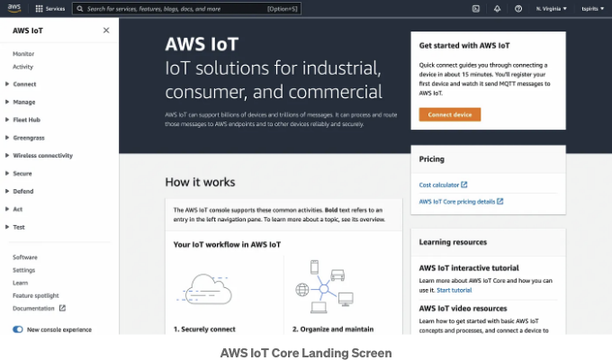 aws
Services
Search for services, features, blogs, docs, and more
[Option+S]
N. Virginia
tspirits
AWS IoT
Monitor
Activity
Connect
Manage
Fleet Hub
Greengrass
Wireless connectivity
Secure
Defend
Act
Test
Software
Settings
Learn
Feature spotlight
Documentation
New console experience
AWS IoT
IoT solutions for industrial,
consumer, and commercial
AWS IoT can support billions of devices and trillions of messages. It can process and route
those messages to AWS endpoints and to other devices reliably and securely.
Get started with AWS IoT
Quick connect guides you through connecting a
device in about 15 minutes. You'll register your
first device and watch it send MQTT messages to
AWS IoT.
Connect device
Pricing
Cost calculator
AWS IoT Core pricing details
How it works
The AWS IoT console supports these common activities. Bold text refers to an
entry in the left navigation pane. To learn more about a topic, see its overview.
Your IoT workflow in AWS IoT
1. Securely connect
2. Organize and maintain
Learning resources
AWS IoT interactive tutorial
Learn more about AWS IoT Core and how you can
use it. Start tutorial
AWS IoT video resources
Learn how to get started with basic AWS IoT
concepts and processes, and connect a device to
AWS IoT Core Landing Screen